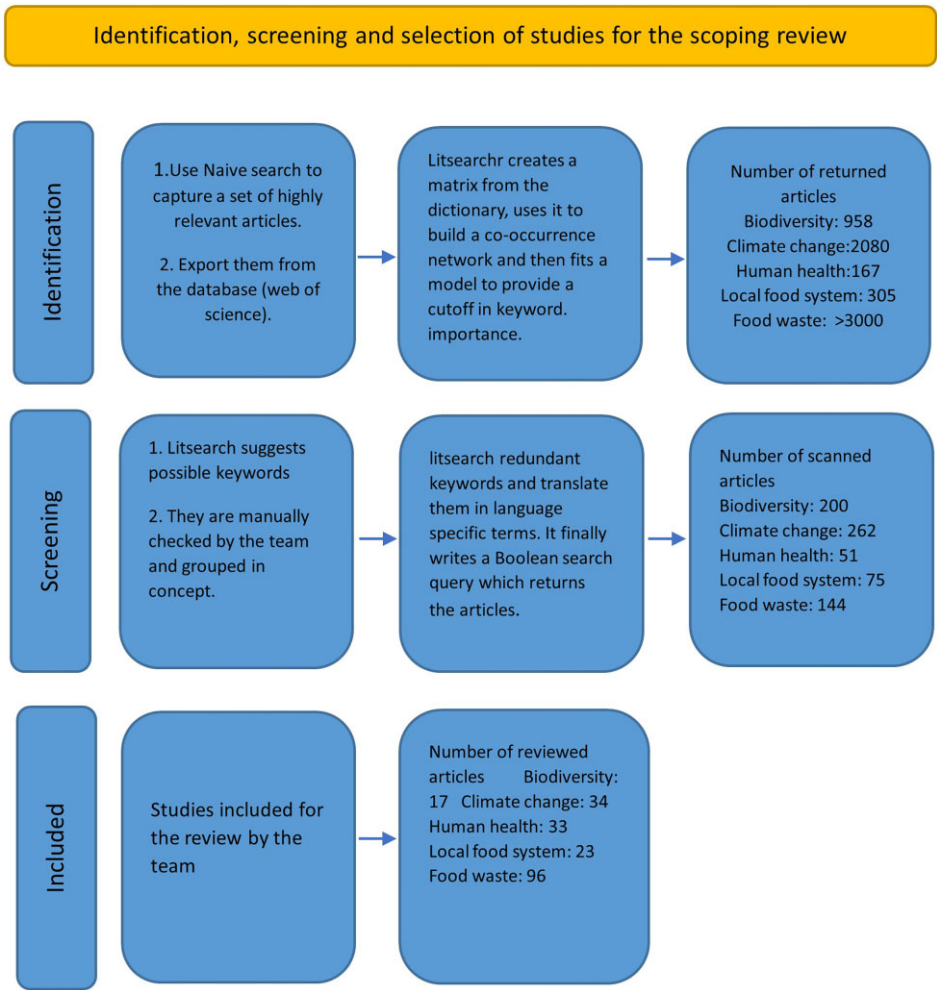 Identification, screening and selection of studies for the scoping review
Identification
1.Use Naive search to
capture a set of highly
relevant articles.
2. Export them from
the database (web of
science).
Litsearchr creates a
matrix from the
dictionary, uses it to
build a co-occurrence
network and then fits a
model to provide a
cutoff in keyword.
importance.
Number of returned
articles
Biodiversity: 958
Climate change:2080
Human health:167
Local food system: 305
Food waste: >3000
Screening
1. Litsearch suggests
possible keywords
2. They are manually
checked by the team
and grouped in
concept.
litsearch redundant
keywords and translate
them in language
specific terms. It finally
writes a Boolean search
query which returns
the articles.
Number of scanned
articles
Biodiversity: 200
Climate change: 262
Human health: 51
Local food system: 75
Food waste: 144
Included
Studies included for
the review by the
team
Number of reviewed
articles Biodiversity:
17 Climate change: 34
Human health: 33
Local food system: 23
Food waste: 96